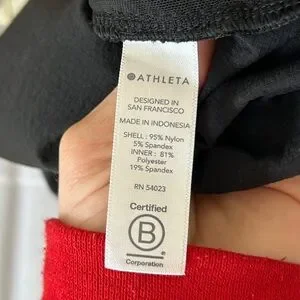 ATHLETA
DESIGNED IN
SAN FRANCISCO
MADE IN INDONESIA
SHELL : 95% Nylon
5% Spandex
INNER : 81%
Polyester
19% Spandex
RN 54023
Certified
B
Corporation